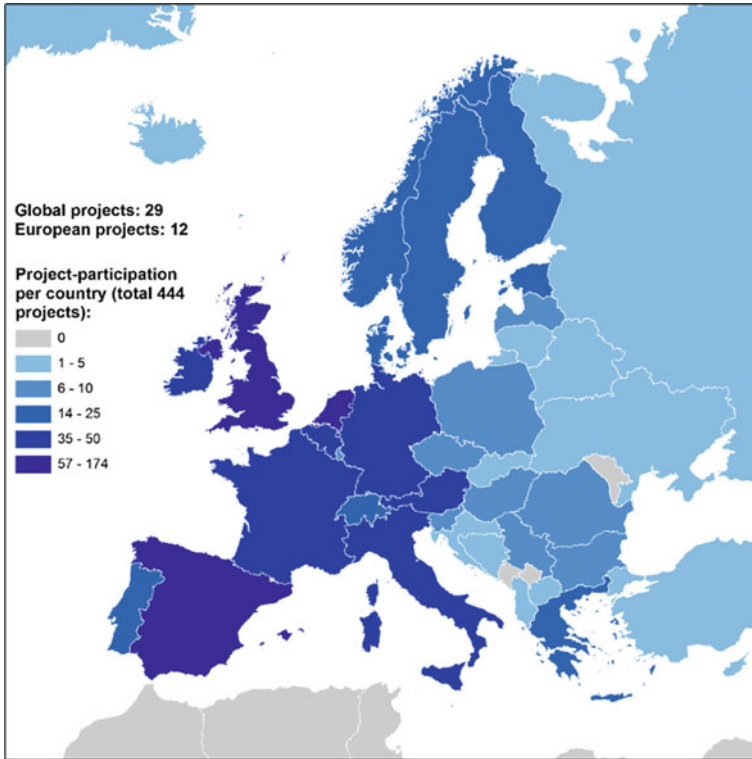 Global projects: 29
European projects: 12
Project-participation
per country (total 444
projects):
0
1 - 5
6 - 10
14 - 25
35 - 50
57 - 174